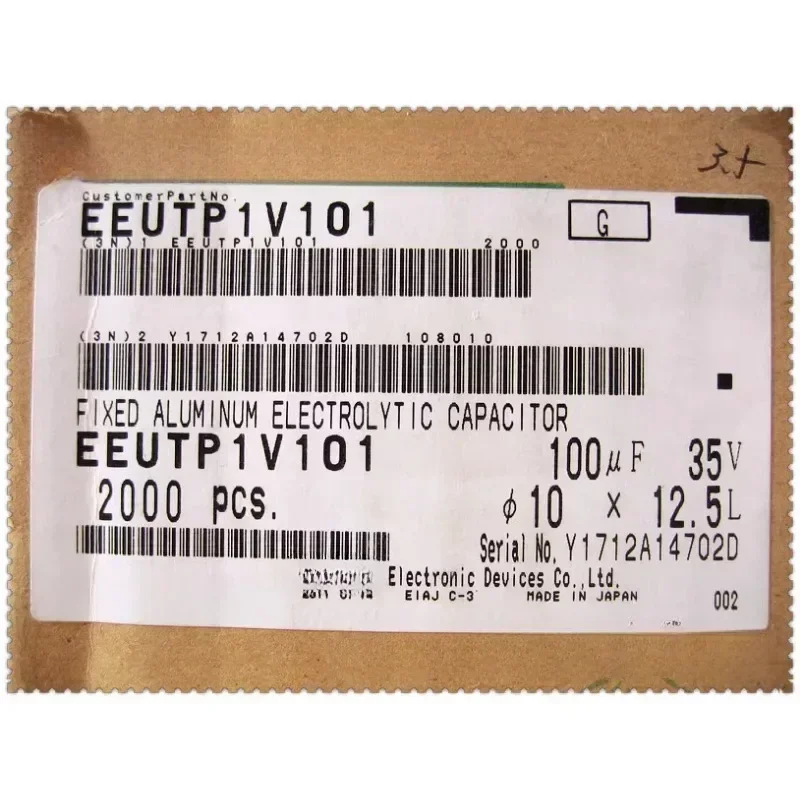 CustomerPartNo.
EEUTP1V101
G
(3N)1 EEUTP1V101 2000
(3N)2 Y1712A14702D 108010
FIXED ALUMINUM ELECTROLYTIC CAPACITOR
EEUTP1V101 100μF 35V
2000 pcs. φ10 × 12.5L
Serial No. Y1712A14702D
Electronic Devices Co.,Ltd.
EIAJ C-3 MADE IN JAPAN
002